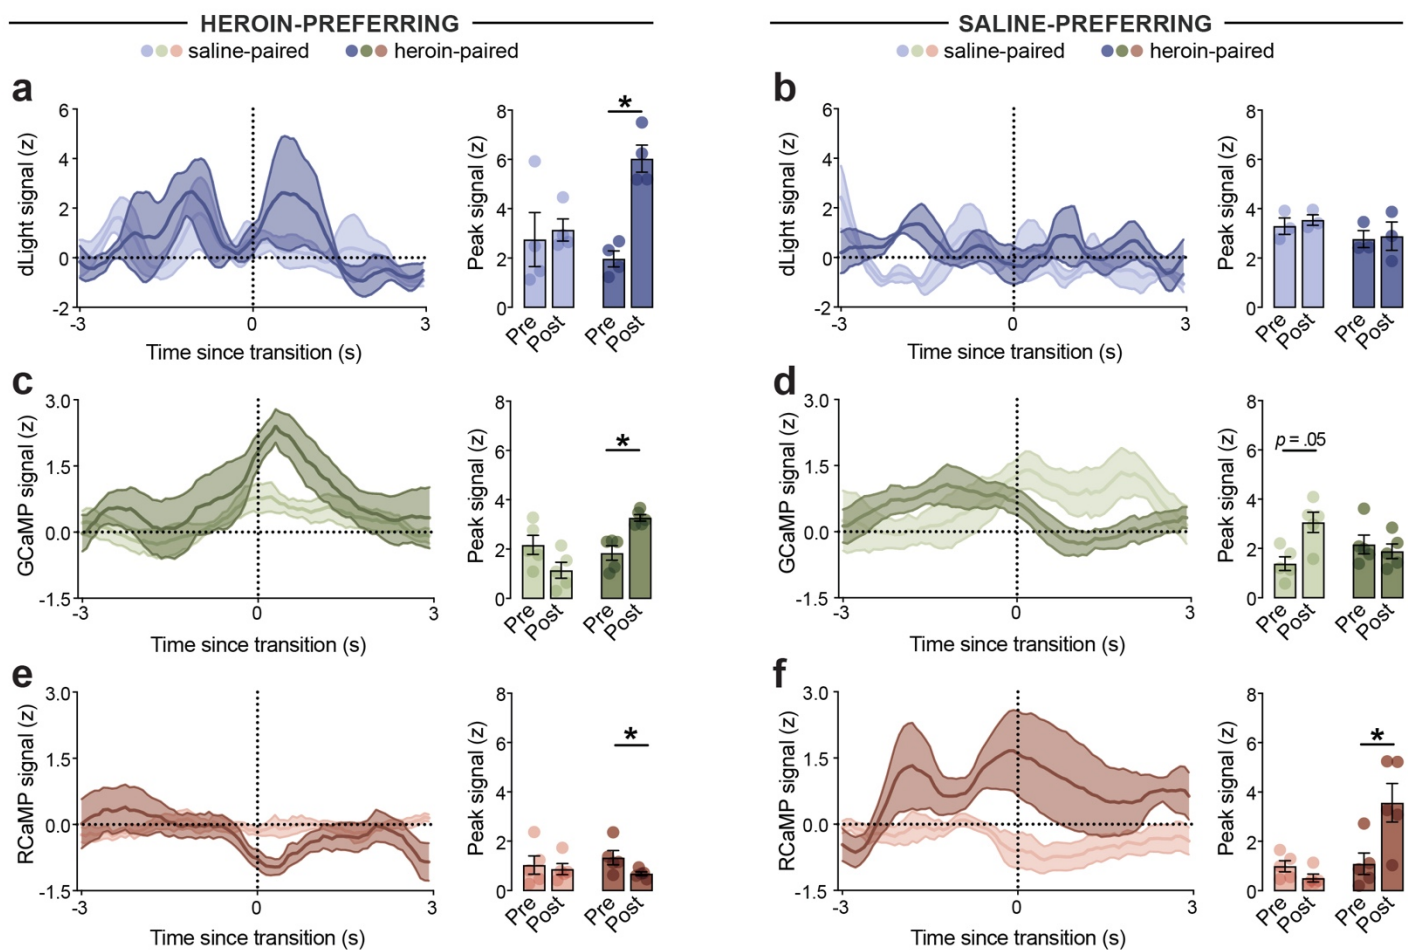 HEROIN-PREFERRING
saline-paired heroin-paired
SALINE-PREFERRING
saline-paired heroin-paired
a
dLight signal (z)
6
4
2
0
-2
-3 0 3
Time since transition (s)
Peak signal (z)
8
6
4
2
0
*
Pre Post Pre Post
b
dLight signal (z)
6
4
2
0
-2
-3 0 3
Time since transition (s)
Peak signal (z)
8
6
4
2
0
Pre Post Pre Post
c
GCaMP signal (z)
3.0
1.5
0.0
-1.5
-3 0 3
Time since transition (s)
Peak signal (z)
8
6
4
2
0
*
Pre Post Pre Post
d
GCaMP signal (z)
3.0
1.5
0.0
-1.5
-3 0 3
Time since transition (s)
Peak signal (z)
8
6
4
2
0
p = .05
Pre Post Pre Post
e
RCaMP signal (z)
3.0
1.5
0.0
-1.5
-3 0 3
Time since transition (s)
Peak signal (z)
8
6
4
2
0
*
Pre Post Pre Post
f
RCaMP signal (z)
3.0
1.5
0.0
-1.5
-3 0 3
Time since transition (s)
Peak signal (z)
8
6
4
2
0
*
Pre Post Pre Post